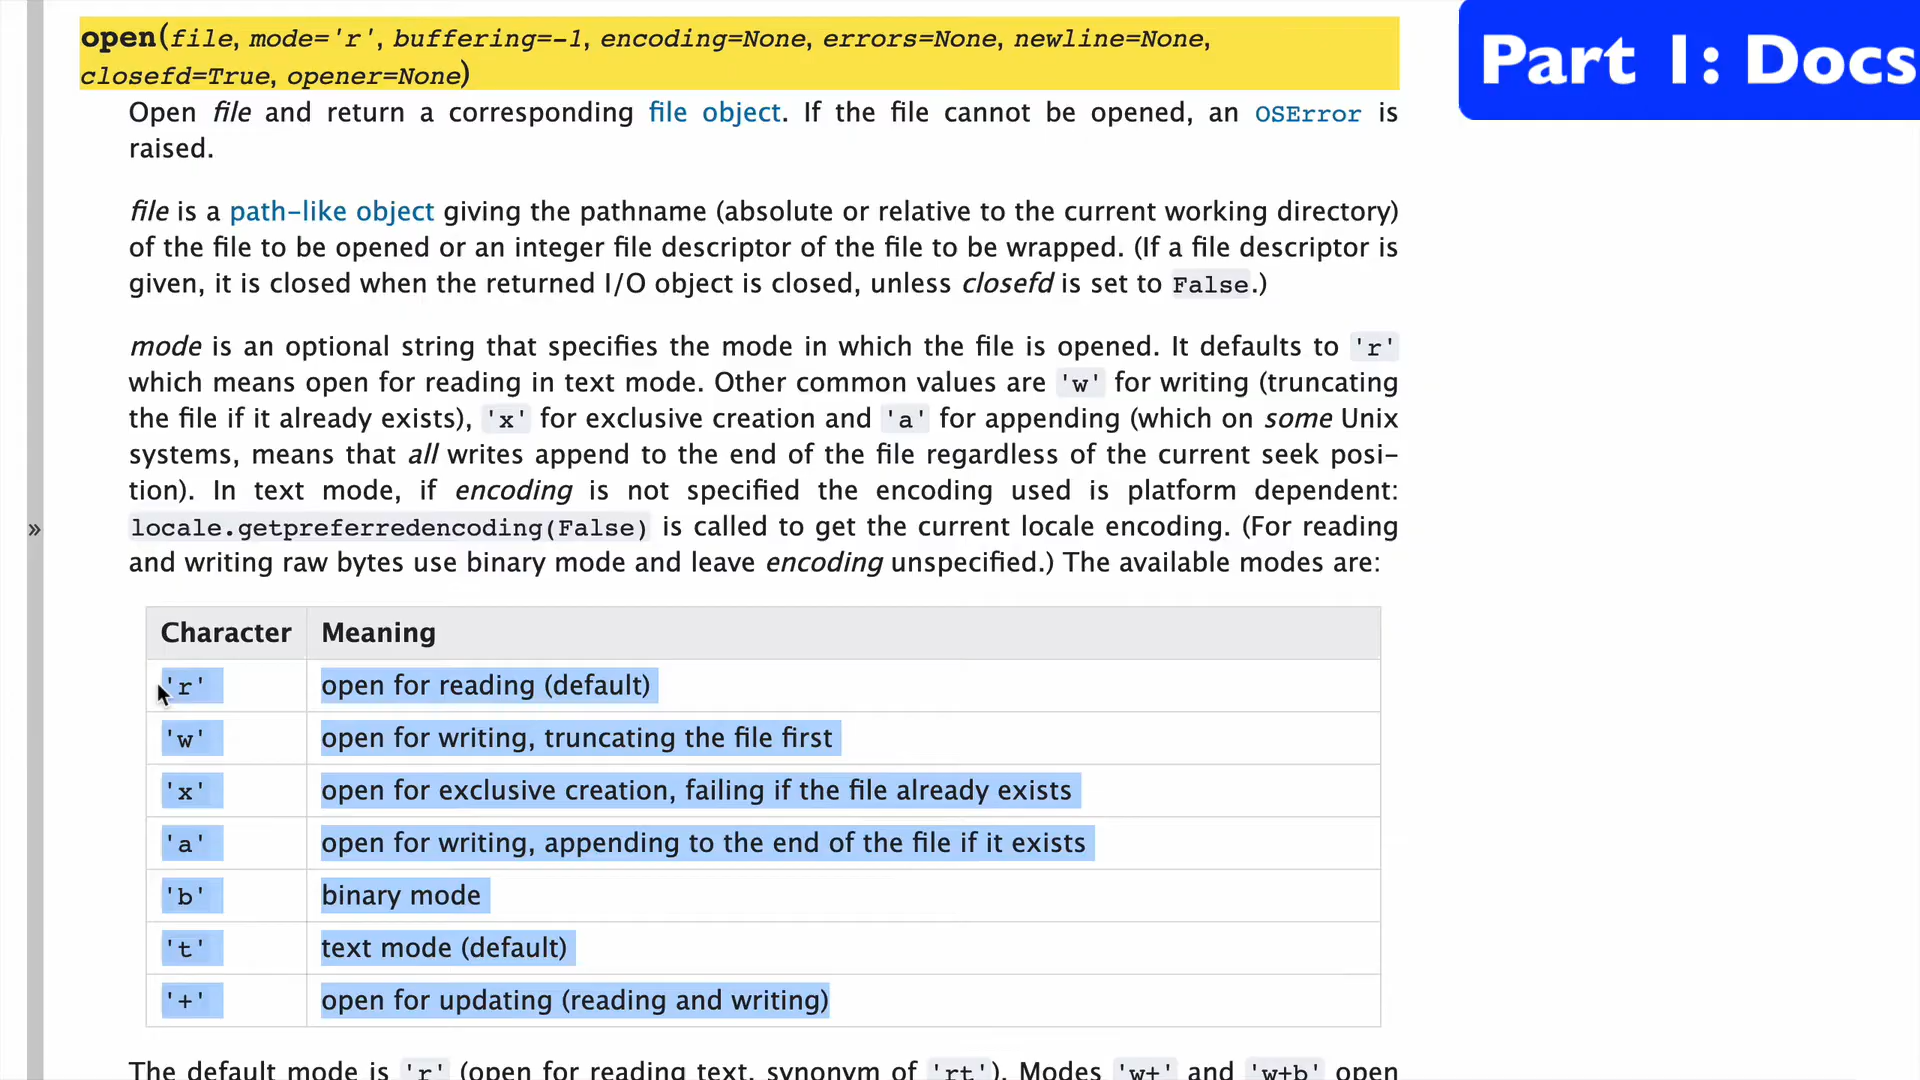 open(file, mode='r', buffering=-1, encoding=None, errors=None, newline=None,
closefd=True, opener=None)
Part 1: Docs
Open file and return a corresponding file object. If the file cannot be opened, an OSError is
raised.
file is a path-like object giving the pathname (absolute or relative to the current working directory)
of the file to be opened or an integer file descriptor of the file to be wrapped. (If a file descriptor is
given, it is closed when the returned I/O object is closed, unless closefd is set to False.)
mode is an optional string that specifies the mode in which the file is opened. It defaults to 'r'
which means open for reading in text mode. Other common values are 'w' for writing (truncating
the file if it already exists), 'x' for exclusive creation and 'a' for appending (which on some Unix
systems, means that all writes append to the end of the file regardless of the current seek posi-
tion). In text mode, if encoding is not specified the encoding used is platform dependent:
locale.getpreferredencoding(False) is called to get the current locale encoding. (For reading
and writing raw bytes use binary mode and leave encoding unspecified.) The available modes are:
»
Character Meaning
'r' open for reading (default)
'w' open for writing, truncating the file first
'x' open for exclusive creation, failing if the file already exists
'a' open for writing, appending to the end of the file if it exists
'b' binary mode
't' text mode (default)
'+' open for updating (reading and writing)
The default mode is 'r' (open for reading text, synonym of 'rt'). Modes 'w+' and 'w+b' open